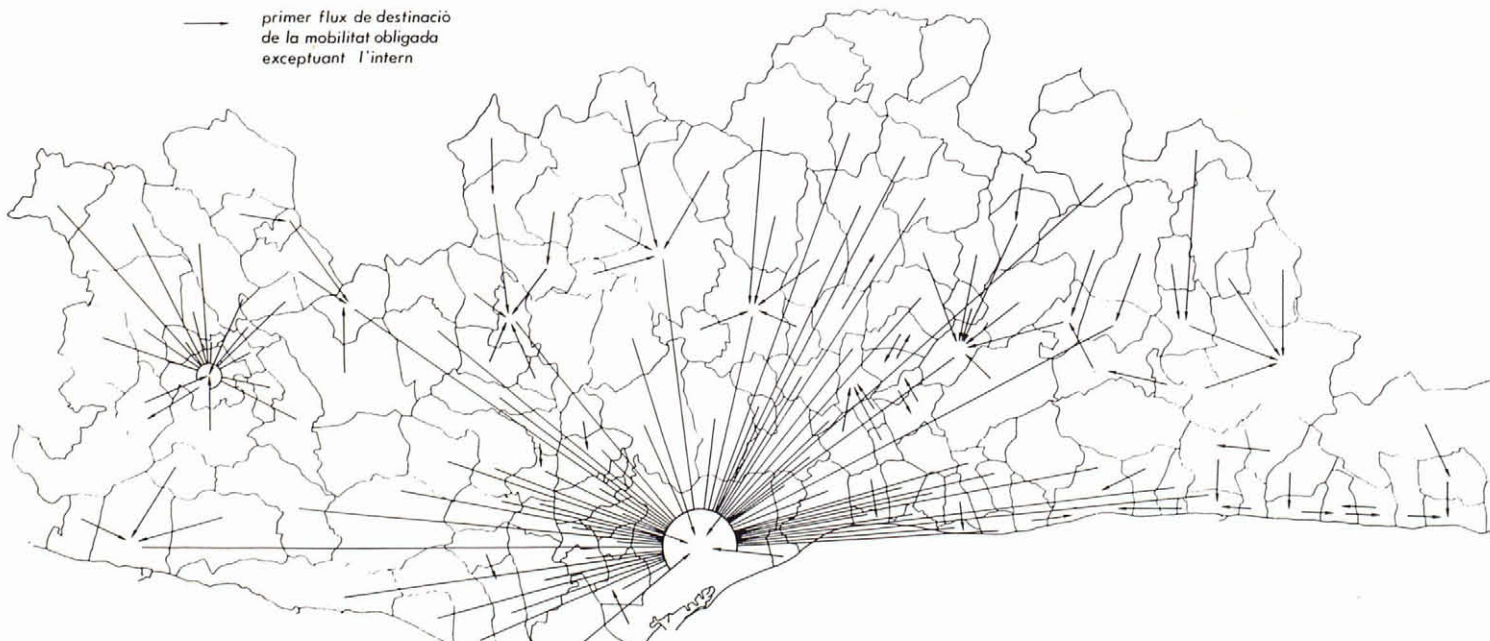 primer flux de destinació
de la mobilitat obligada
exceptuant l'intern